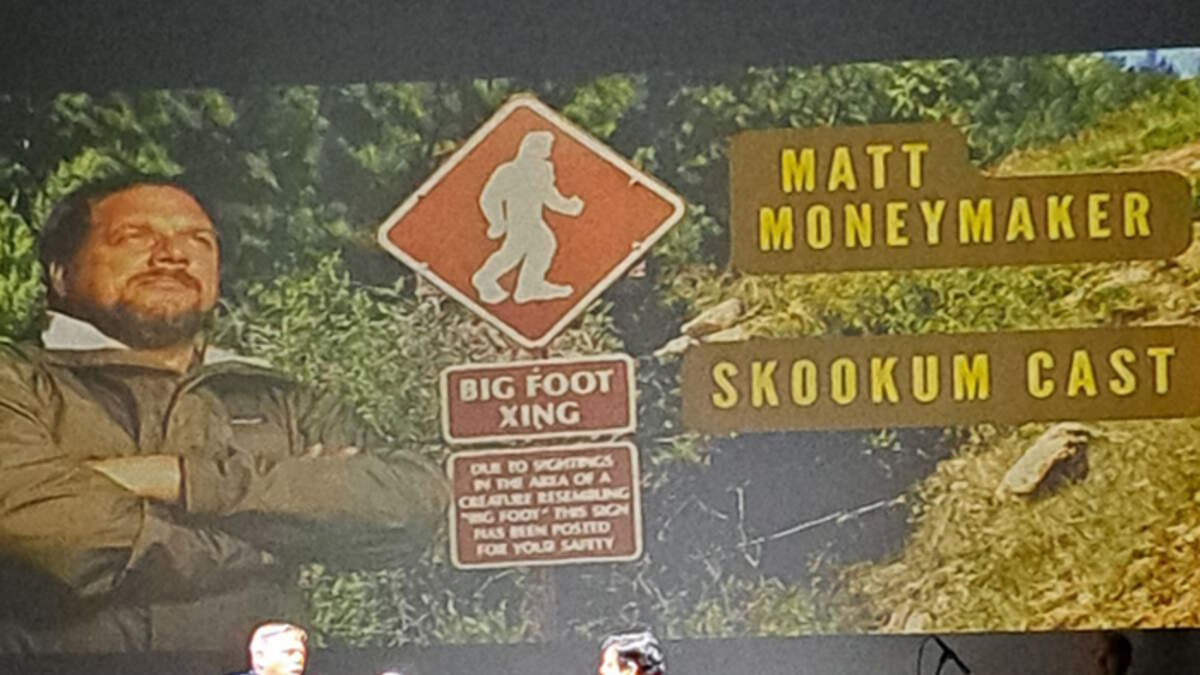 MATT
MONEYMAKER
SKOOKUM CAST
BIG FOOT
XING
DUE TO SIGHTINGS
IN THE AREA OF A
CREATURE RESEMBLING
"BIG FOOT" THIS SIGN
HAS BEEN POSTED
FOR YOUR SAFETY